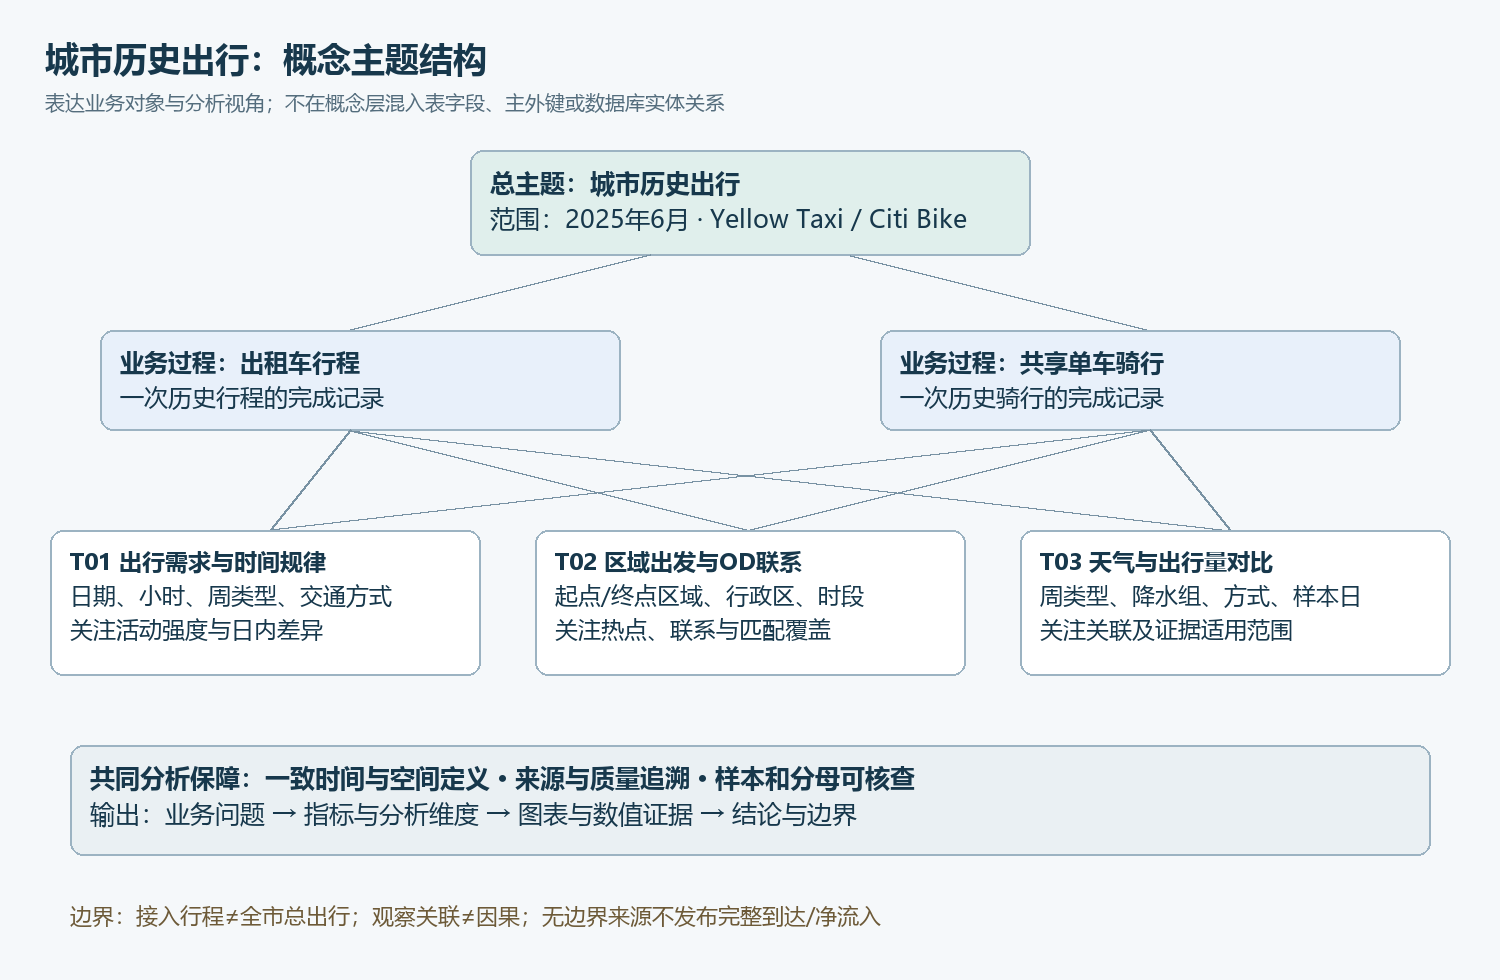 城市历史出行：概念主题结构
表达业务对象与分析视角；不在概念层混入表字段、主外键或数据库实体关系
总主题：城市历史出行
范围：2025年6月 · Yellow Taxi / Citi Bike
业务过程：出租车行程
一次历史行程的完成记录
业务过程：共享单车骑行
一次历史骑行的完成记录
T01 出行需求与时间规律
日期、小时、周类型、交通方式
关注活动强度与日内差异
T02 区域出发与OD联系
起点/终点区域、行政区、时段
关注热点、联系与匹配覆盖
T03 天气与出行量对比
周类型、降水组、方式、样本日
关注关联及证据适用范围
共同分析保障：一致时间与空间定义 • 来源与质量追溯 • 样本和分母可核查
输出：业务问题 → 指标与分析维度 → 图表与数值证据 → 结论与边界
边界：接入行程≠全市总出行；观察关联≠因果；无边界来源不发布完整到达/净流入